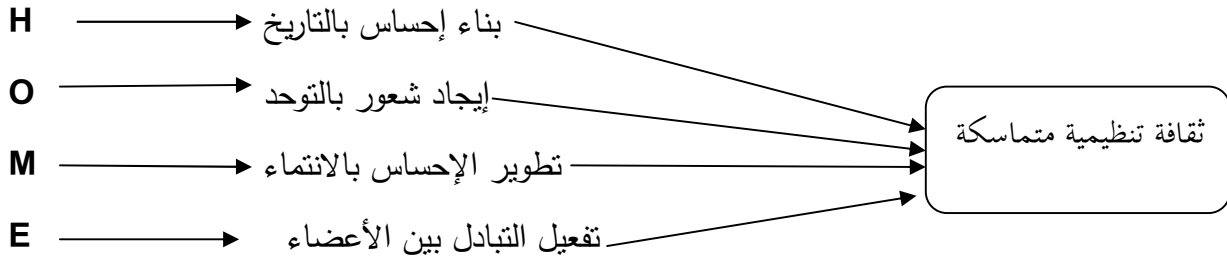 H بناء إحساس بالتاريخ
O إيجاد شعور بالتوحد
ثقافة تنظيمية متماسكة
M تطوير الإحساس بالانتماء
E تفعيل التبادل بين الأعضاء